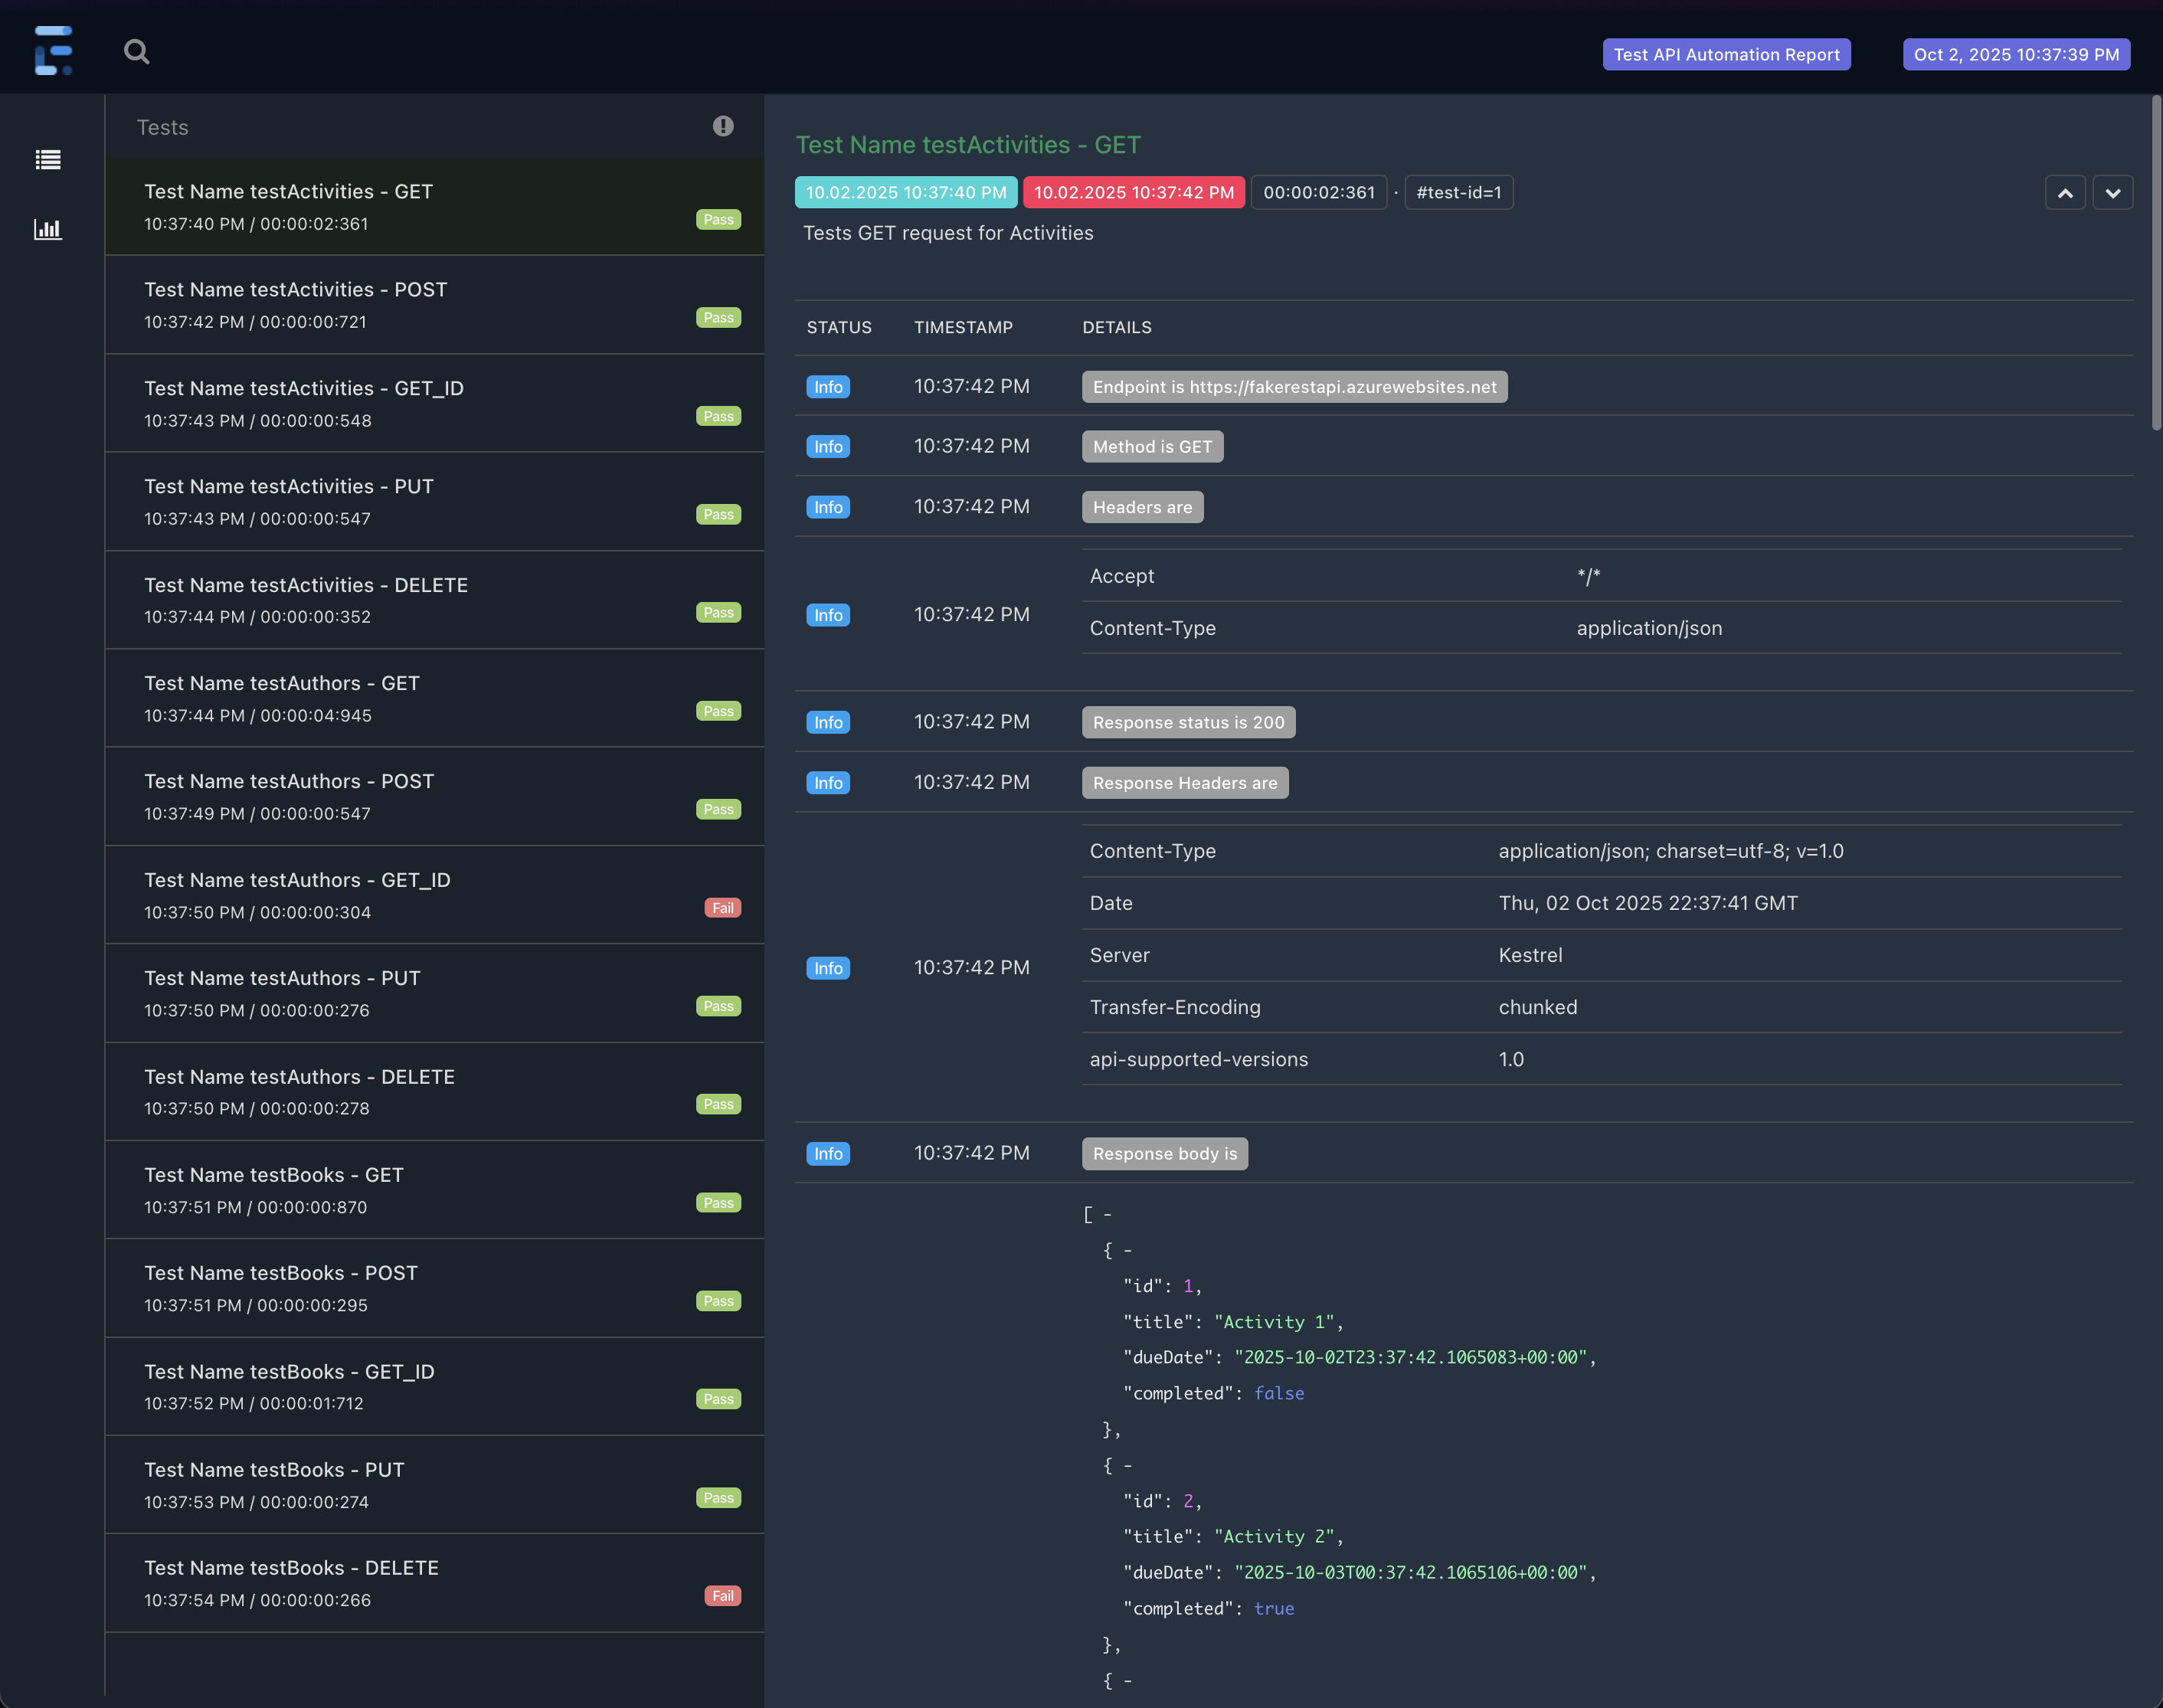 Test API Automation Report
Oct 2, 2025 10:37:39 PM
Tests
Test Name testActivities - GET
10:37:40 PM / 00:00:02:361
Pass
Test Name testActivities - POST
10:37:42 PM / 00:00:00:721
Pass
Test Name testActivities - GET_ID
10:37:43 PM / 00:00:00:548
Pass
Test Name testActivities - PUT
10:37:43 PM / 00:00:00:547
Pass
Test Name testActivities - DELETE
10:37:44 PM / 00:00:00:352
Pass
Test Name testAuthors - GET
10:37:44 PM / 00:00:04:945
Pass
Test Name testAuthors - POST
10:37:49 PM / 00:00:00:547
Pass
Test Name testAuthors - GET_ID
10:37:50 PM / 00:00:00:304
Fail
Test Name testAuthors - PUT
10:37:50 PM / 00:00:00:276
Pass
Test Name testAuthors - DELETE
10:37:50 PM / 00:00:00:278
Pass
Test Name testBooks - GET
10:37:51 PM / 00:00:00:870
Pass
Test Name testBooks - POST
10:37:51 PM / 00:00:00:295
Pass
Test Name testBooks - GET_ID
10:37:52 PM / 00:00:01:712
Pass
Test Name testBooks - PUT
10:37:53 PM / 00:00:00:274
Pass
Test Name testBooks - DELETE
10:37:54 PM / 00:00:00:266
Fail
Test Name testActivities - GET
10.02.2025 10:37:40 PM 10.02.2025 10:37:42 PM 00:00:02:361 · #test-id=1
Tests GET request for Activities
STATUS TIMESTAMP DETAILS
Info 10:37:42 PM Endpoint is https://fakerestapi.azurewebsites.net
Info 10:37:42 PM Method is GET
Info 10:37:42 PM Headers are
Info 10:37:42 PM
Accept */*
Content-Type application/json
Info 10:37:42 PM Response status is 200
Info 10:37:42 PM Response Headers are
Info 10:37:42 PM
Content-Type application/json; charset=utf-8; v=1.0
Date Thu, 02 Oct 2025 22:37:41 GMT
Server Kestrel
Transfer-Encoding chunked
api-supported-versions 1.0
Info 10:37:42 PM Response body is
[ -
{ -
"id": 1,
"title": "Activity 1",
"dueDate": "2025-10-02T23:37:42.1065083+00:00",
"completed": false
},
{ -
"id": 2,
"title": "Activity 2",
"dueDate": "2025-10-03T00:37:42.1065106+00:00",
"completed": true
},
{ -